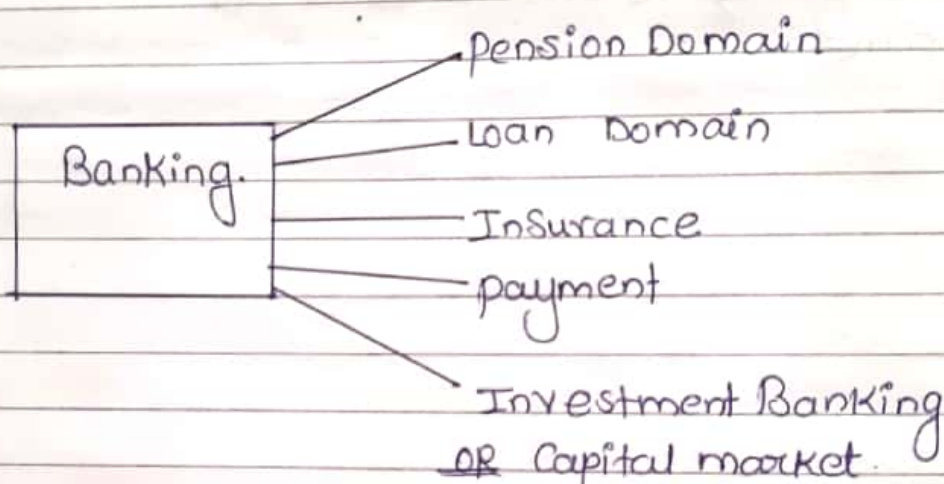 Pension Domain
Loan Domain
Banking.
Insurance
payment
Investment Banking
OR Capital market.